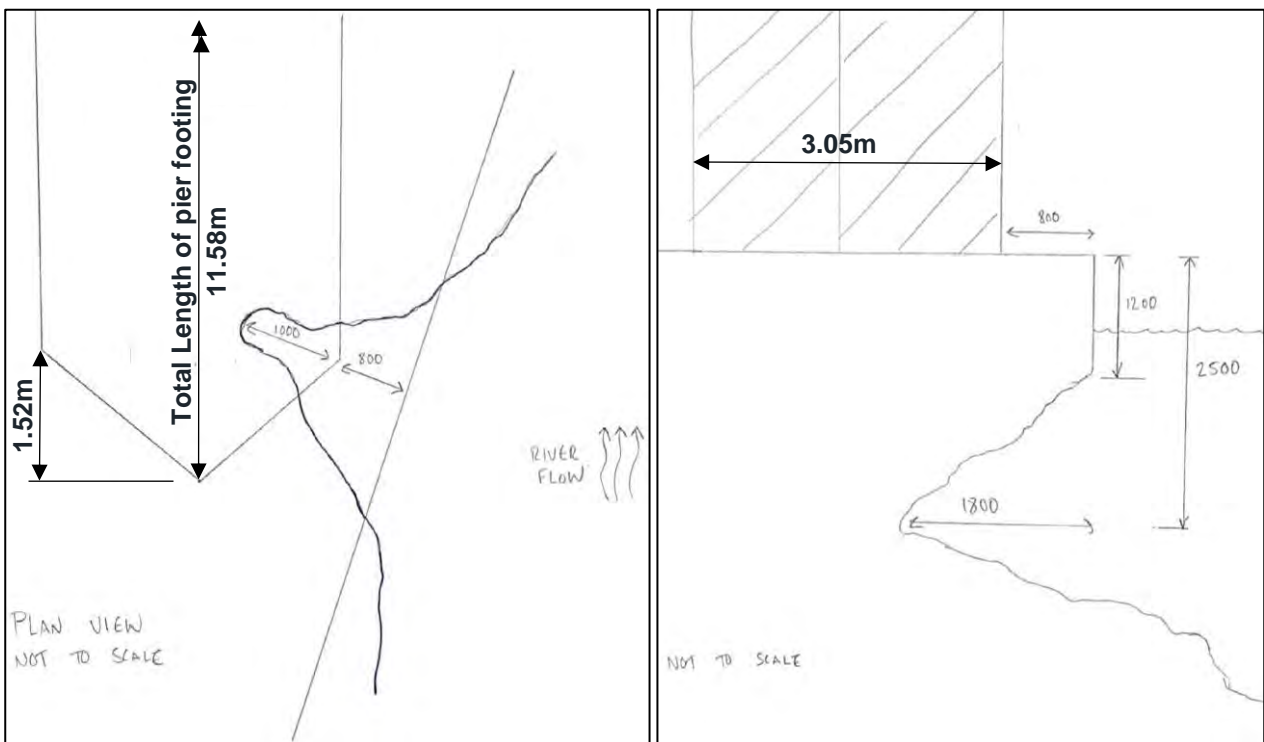 Total Length of pier footing
11.58m
1000
800
1.52m
RIVER
FLOW
PLAN VIEW
NOT TO SCALE
3.05m
800
1200
2500
1800
NOT TO SCALE